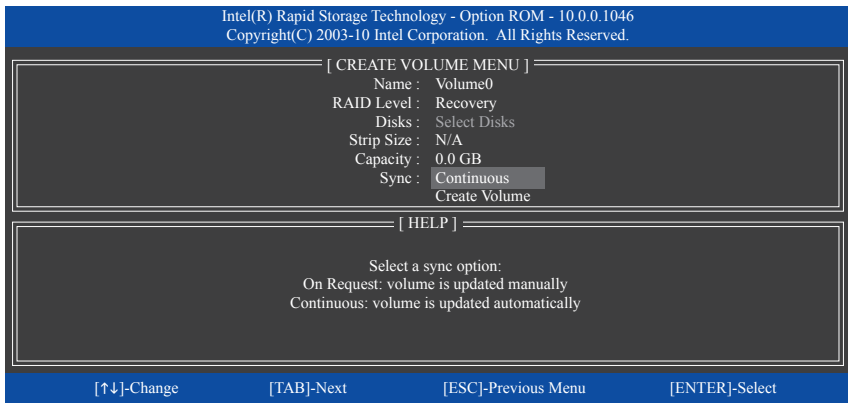 Intel(R) Rapid Storage Technology - Option ROM - 10.0.0.1046
Copyright(C) 2003-10 Intel Corporation. All Rights Reserved.
[ CREATE VOLUME MENU ]
Name : Volume0
RAID Level : Recovery
Disks : Select Disks
Strip Size : N/A
Capacity : 0.0 GB
Sync : Continuous
Create Volume
[ HELP ]
Select a sync option:
On Request: volume is updated manually
Continuous: volume is updated automatically
[↑↓]-Change [TAB]-Next [ESC]-Previous Menu [ENTER]-Select